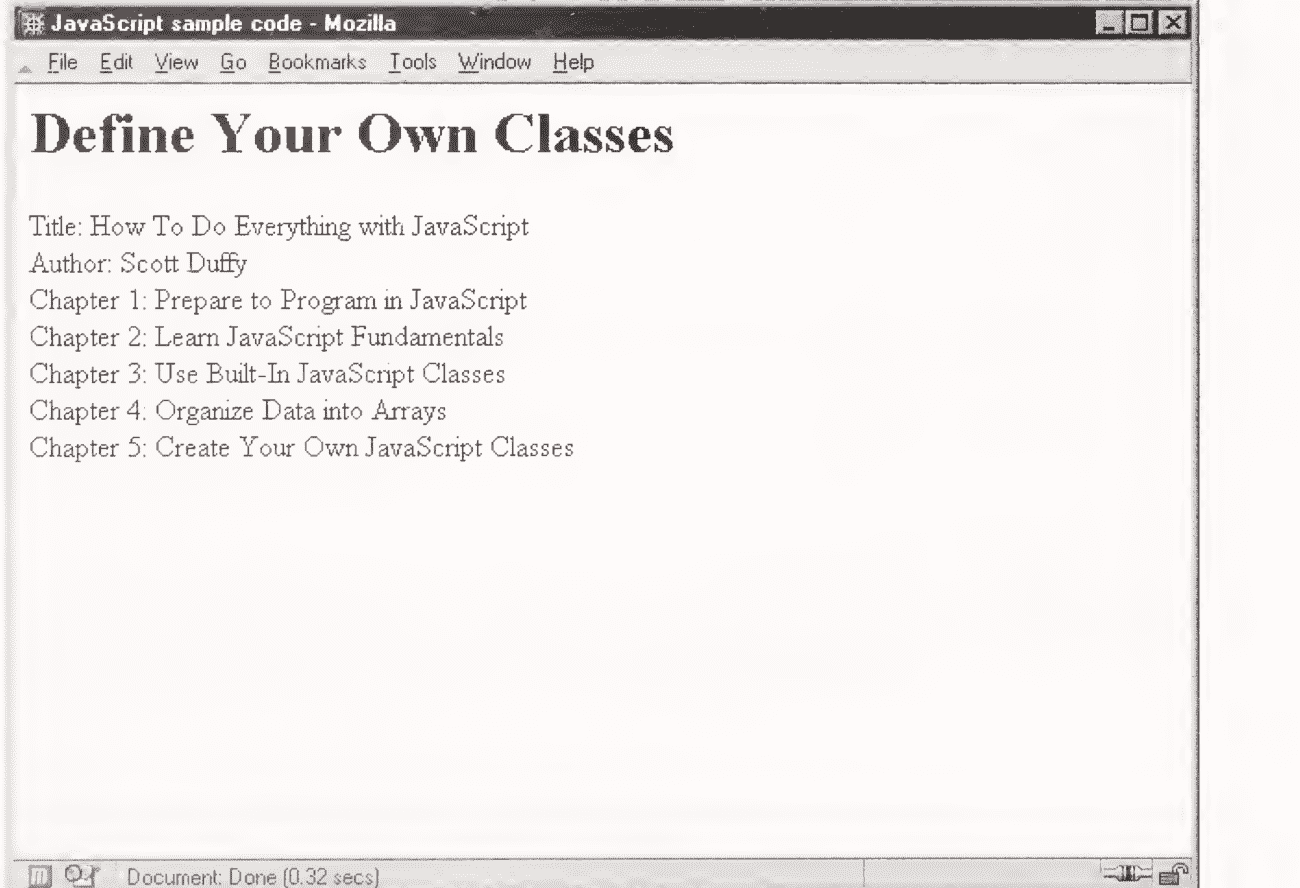 JavaScript sample code - Mozilla
File Edit View Go Bookmarks Tools Window Help
Define Your Own Classes
Title: How To Do Everything with JavaScript
Author: Scott Duffy
Chapter 1: Prepare to Program in JavaScript
Chapter 2: Learn JavaScript Fundamentals
Chapter 3: Use Built-In JavaScript Classes
Chapter 4: Organize Data into Arrays
Chapter 5: Create Your Own JavaScript Classes
Document: Done (0.32 secs)